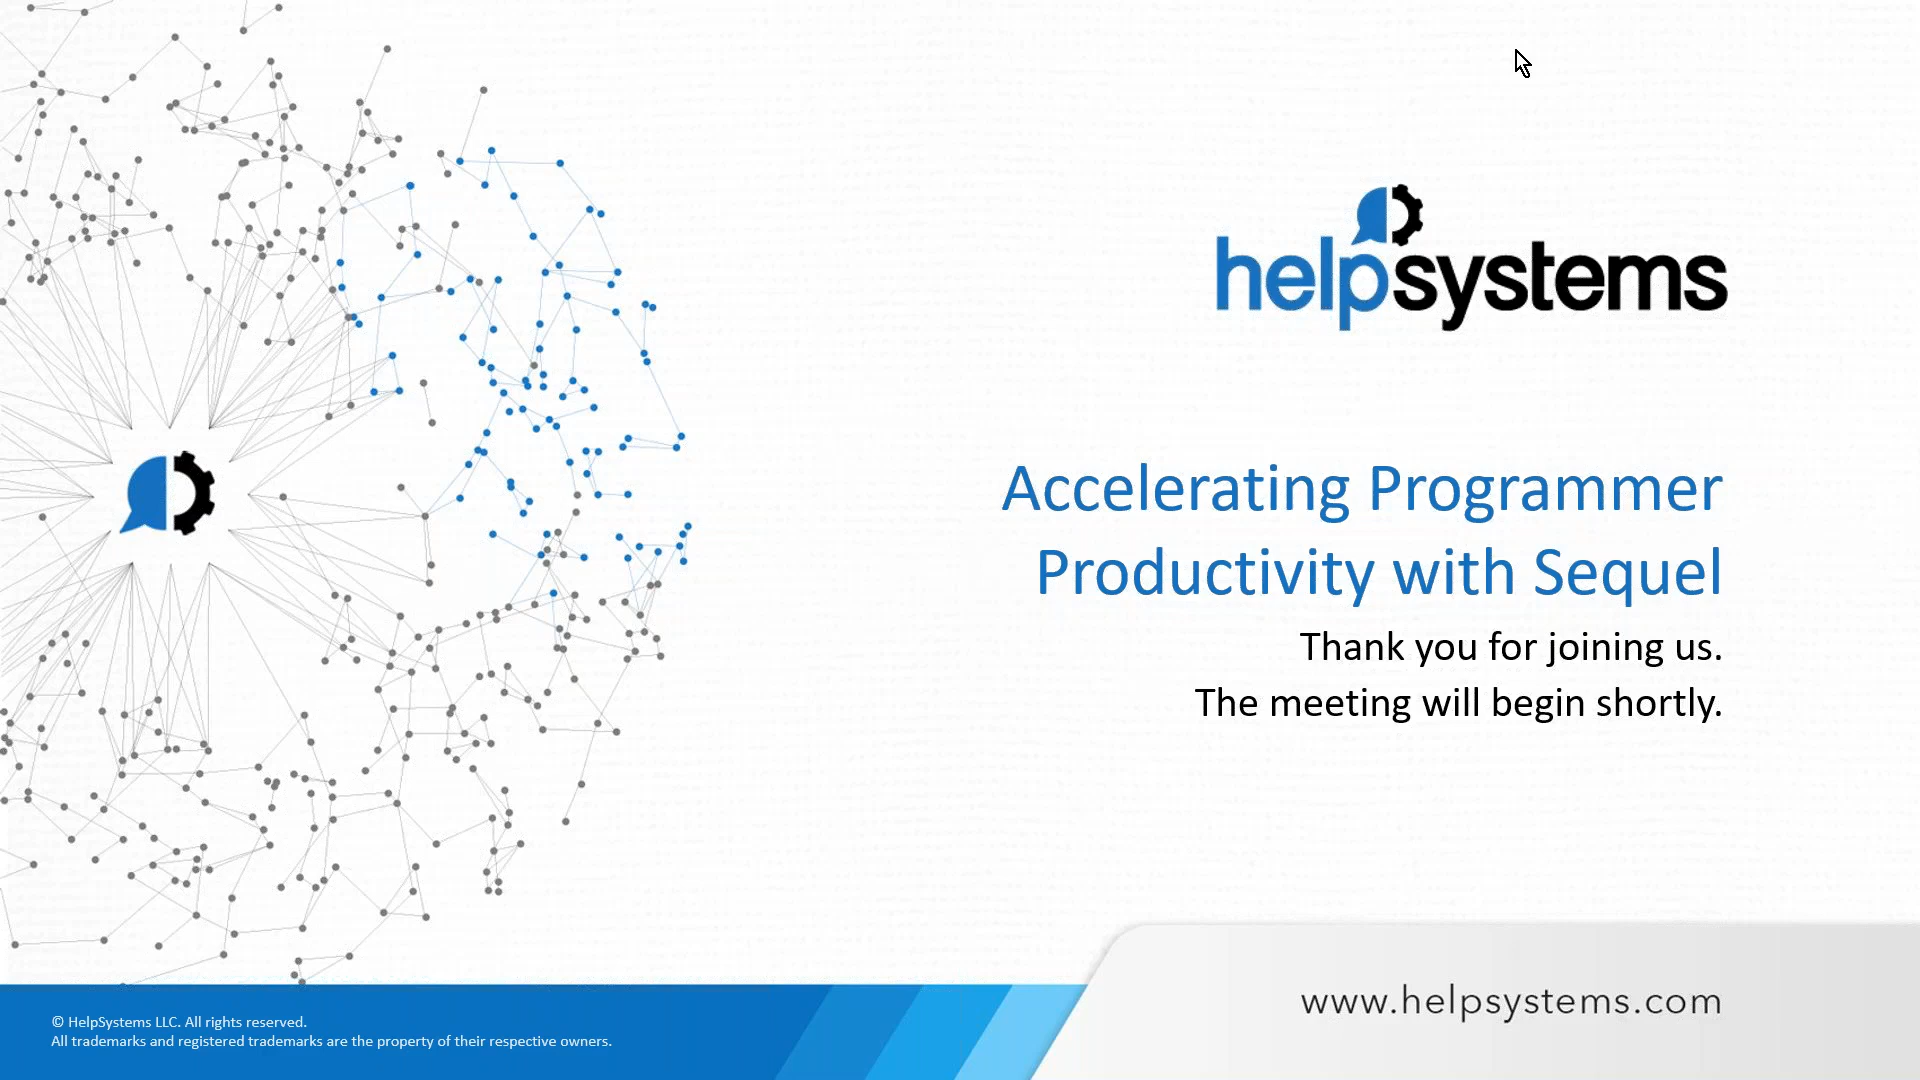 helpsystems
Accelerating Programmer
Productivity with Sequel
Thank you for joining us.
The meeting will begin shortly.
www.helpsystems.com
© HelpSystems LLC. All rights reserved.
All trademarks and registered trademarks are the property of their respective owners.